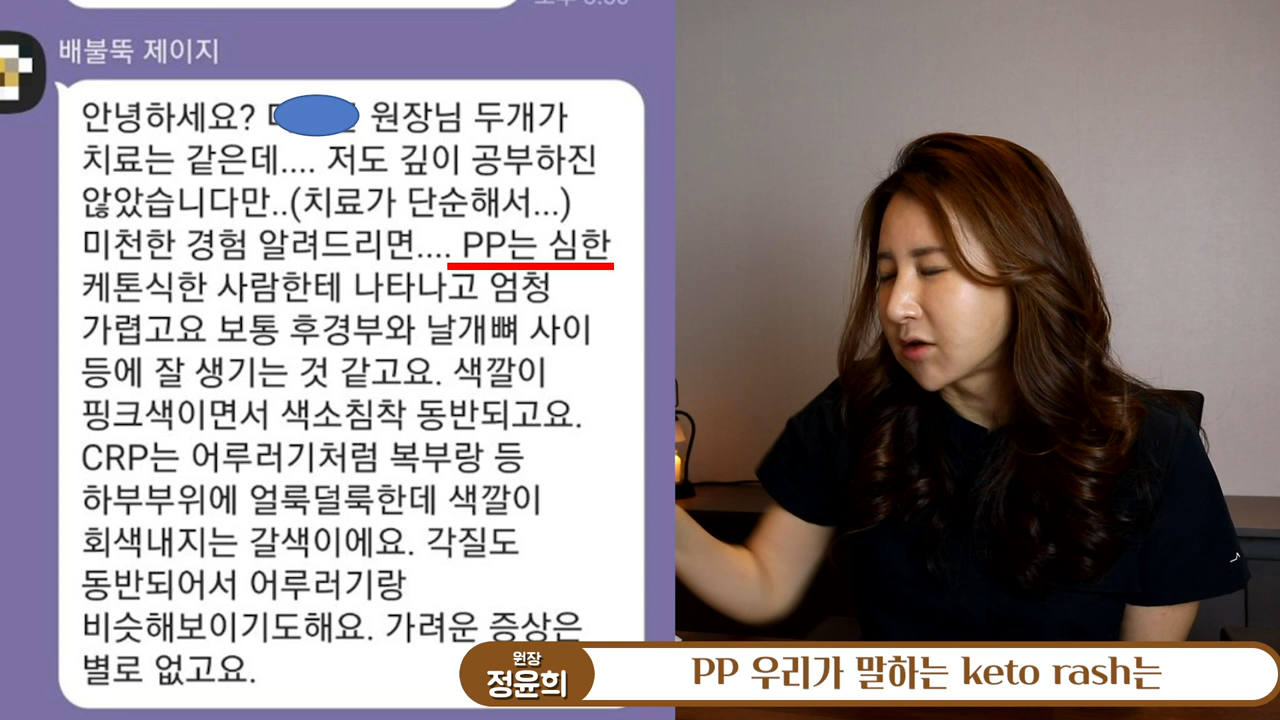 배불뚝 제이지
안녕하세요? 원장님 두개가
치료는 같은데.... 저도 깊이 공부하진
않았습니다만..(치료가 단순해서...)
미천한 경험 알려드리면.... PP는 심한
케톤식한 사람한테 나타나고 엄청
가렵고요 보통 후경부와 날개뼈 사이
등에 잘 생기는 것 같고요. 색깔이
핑크색이면서 색소침착 동반되고요.
CRP는 어루러기처럼 복부랑 등
하부부위에 얼룩덜룩한데 색깔이
회색내지는 갈색이에요. 각질도
동반되어서 어루러기랑
비슷해보이기도해요. 가려운 증상은
별로 없고요.
원장
정윤희
PP 우리가 말하는 keto rash는